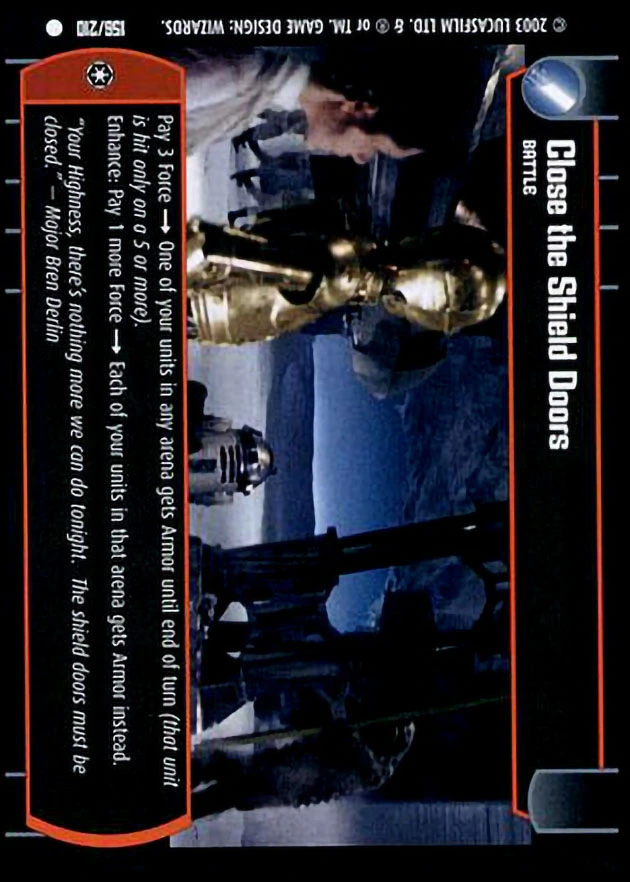 Close the Shield Doors
BATTLE
Pay 3 Force → One of your units in any arena gets Armor until end of turn (that unit
is hit only on a 5 or more).
Enhance: Pay 1 more Force → Each of your units in that arena gets Armor instead.
"Your Highness, there's nothing more we can do tonight. The shield doors must be
closed." — Major Bren Derlin
© 2003 LUCASFILM LTD. & ® or TM. GAME DESIGN: WIZARDS. 156/210